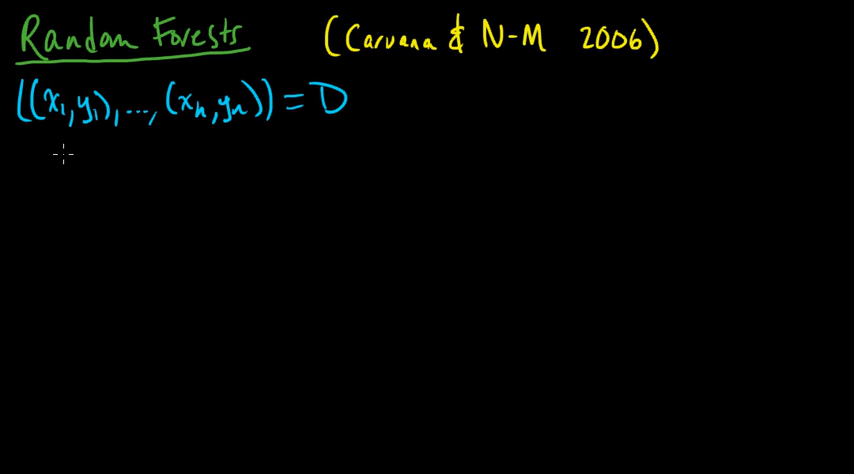 Random Forests (Caruana & N-M 2006)
((x₁,y₁),...,(xₙ,yₙ)) = D